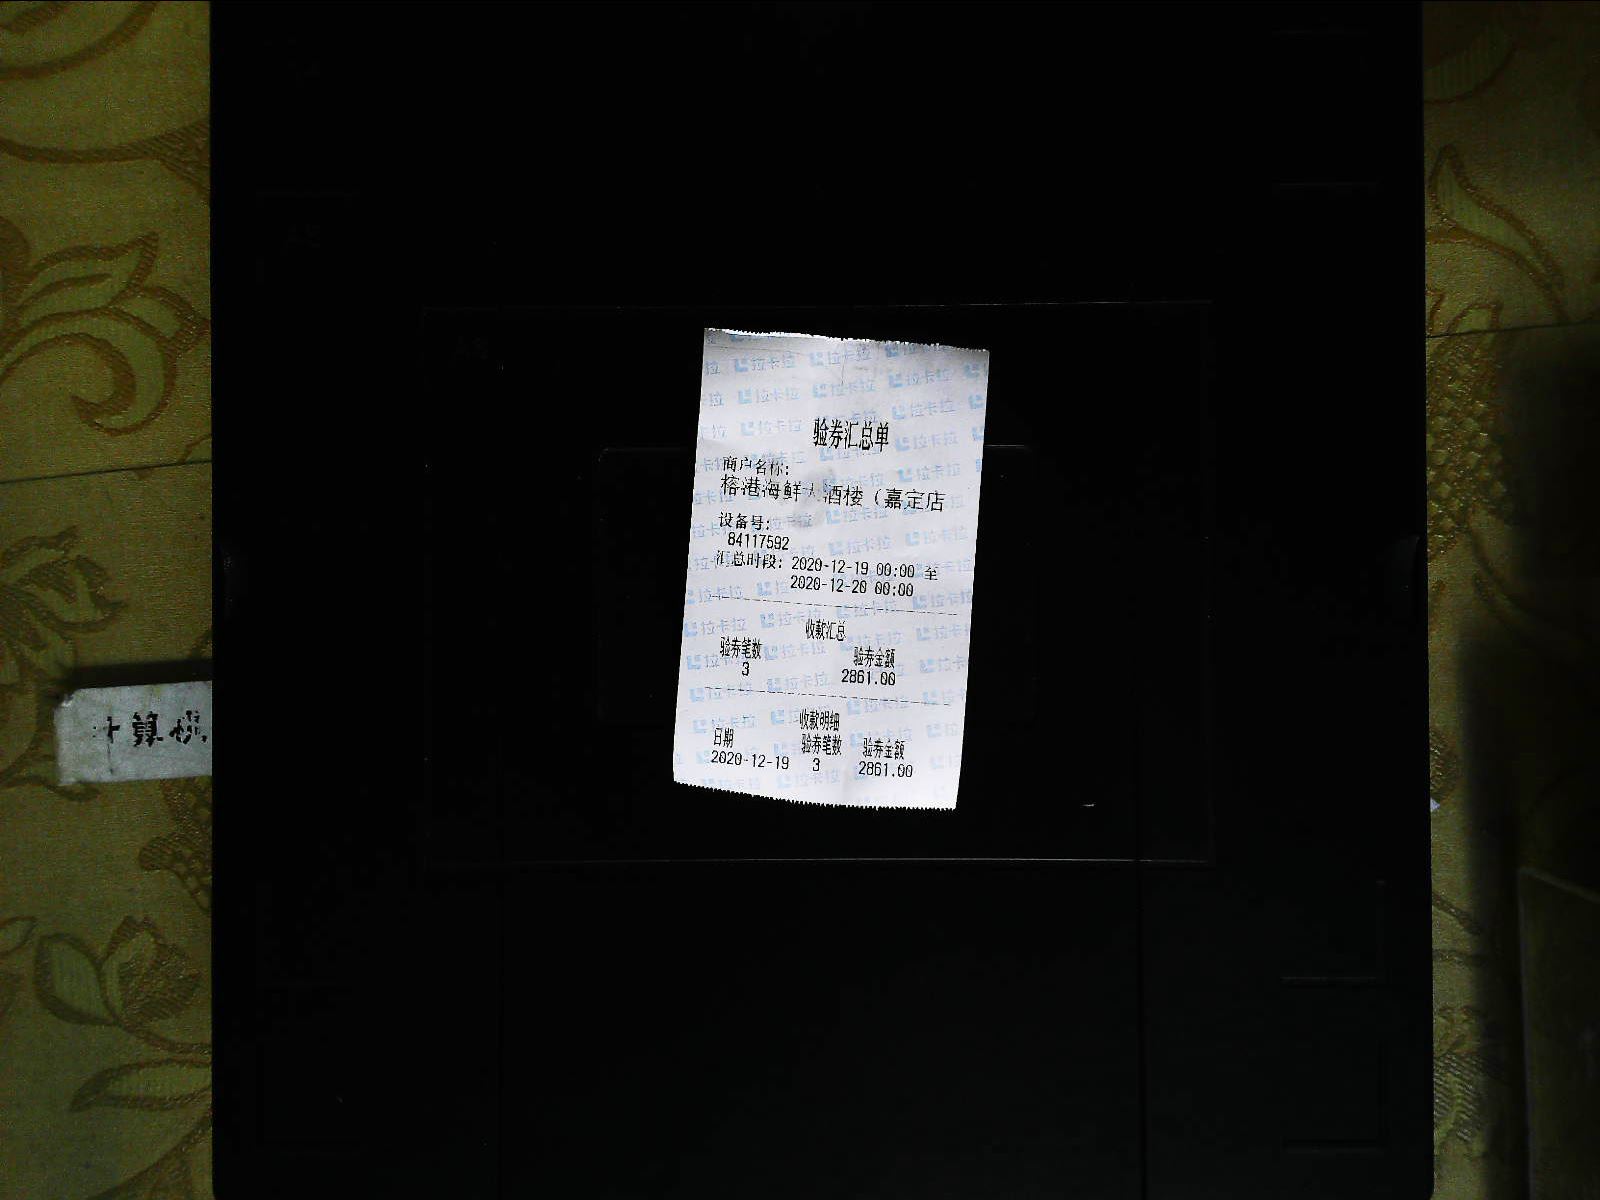 验券汇总单
商户名称:
榕港海鲜大酒楼（嘉定店
设备号:
84117592
汇总时段: 2020-12-19 00:00 至
2020-12-20 00:00
收款汇总
验券笔数 验券金额
3 2861.00
收款明细
日期 验券笔数 验券金额
2020-12-19 3 2861.00
拉卡拉